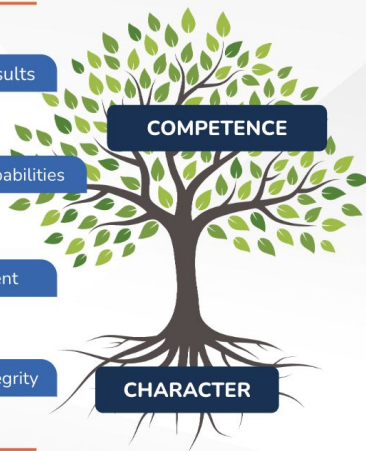 sults
COMPETENCE
pabilities
ent
egrity
CHARACTER